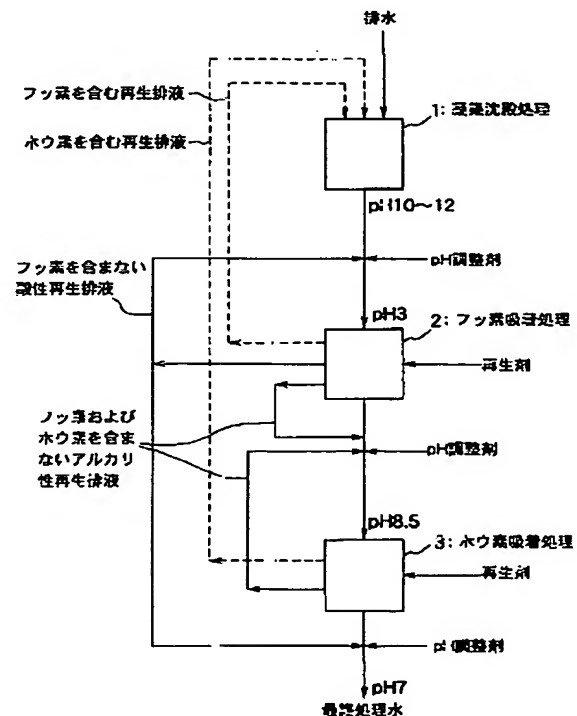 排水
フッ素を含む再生排液
1: 凝集沈殿処理
ホウ素を含む再生排液
pH10〜12
フッ素を含まない
酸性再生排液
pH調整剤
pH3
2: フッ素吸着処理
再生剤
フッ素および
ホウ素を含ま
ないアルカリ
性再生排液
pH調整剤
pH8.5
3: ホウ素吸着処理
再生剤
pH調整剤
pH7
最終処理水